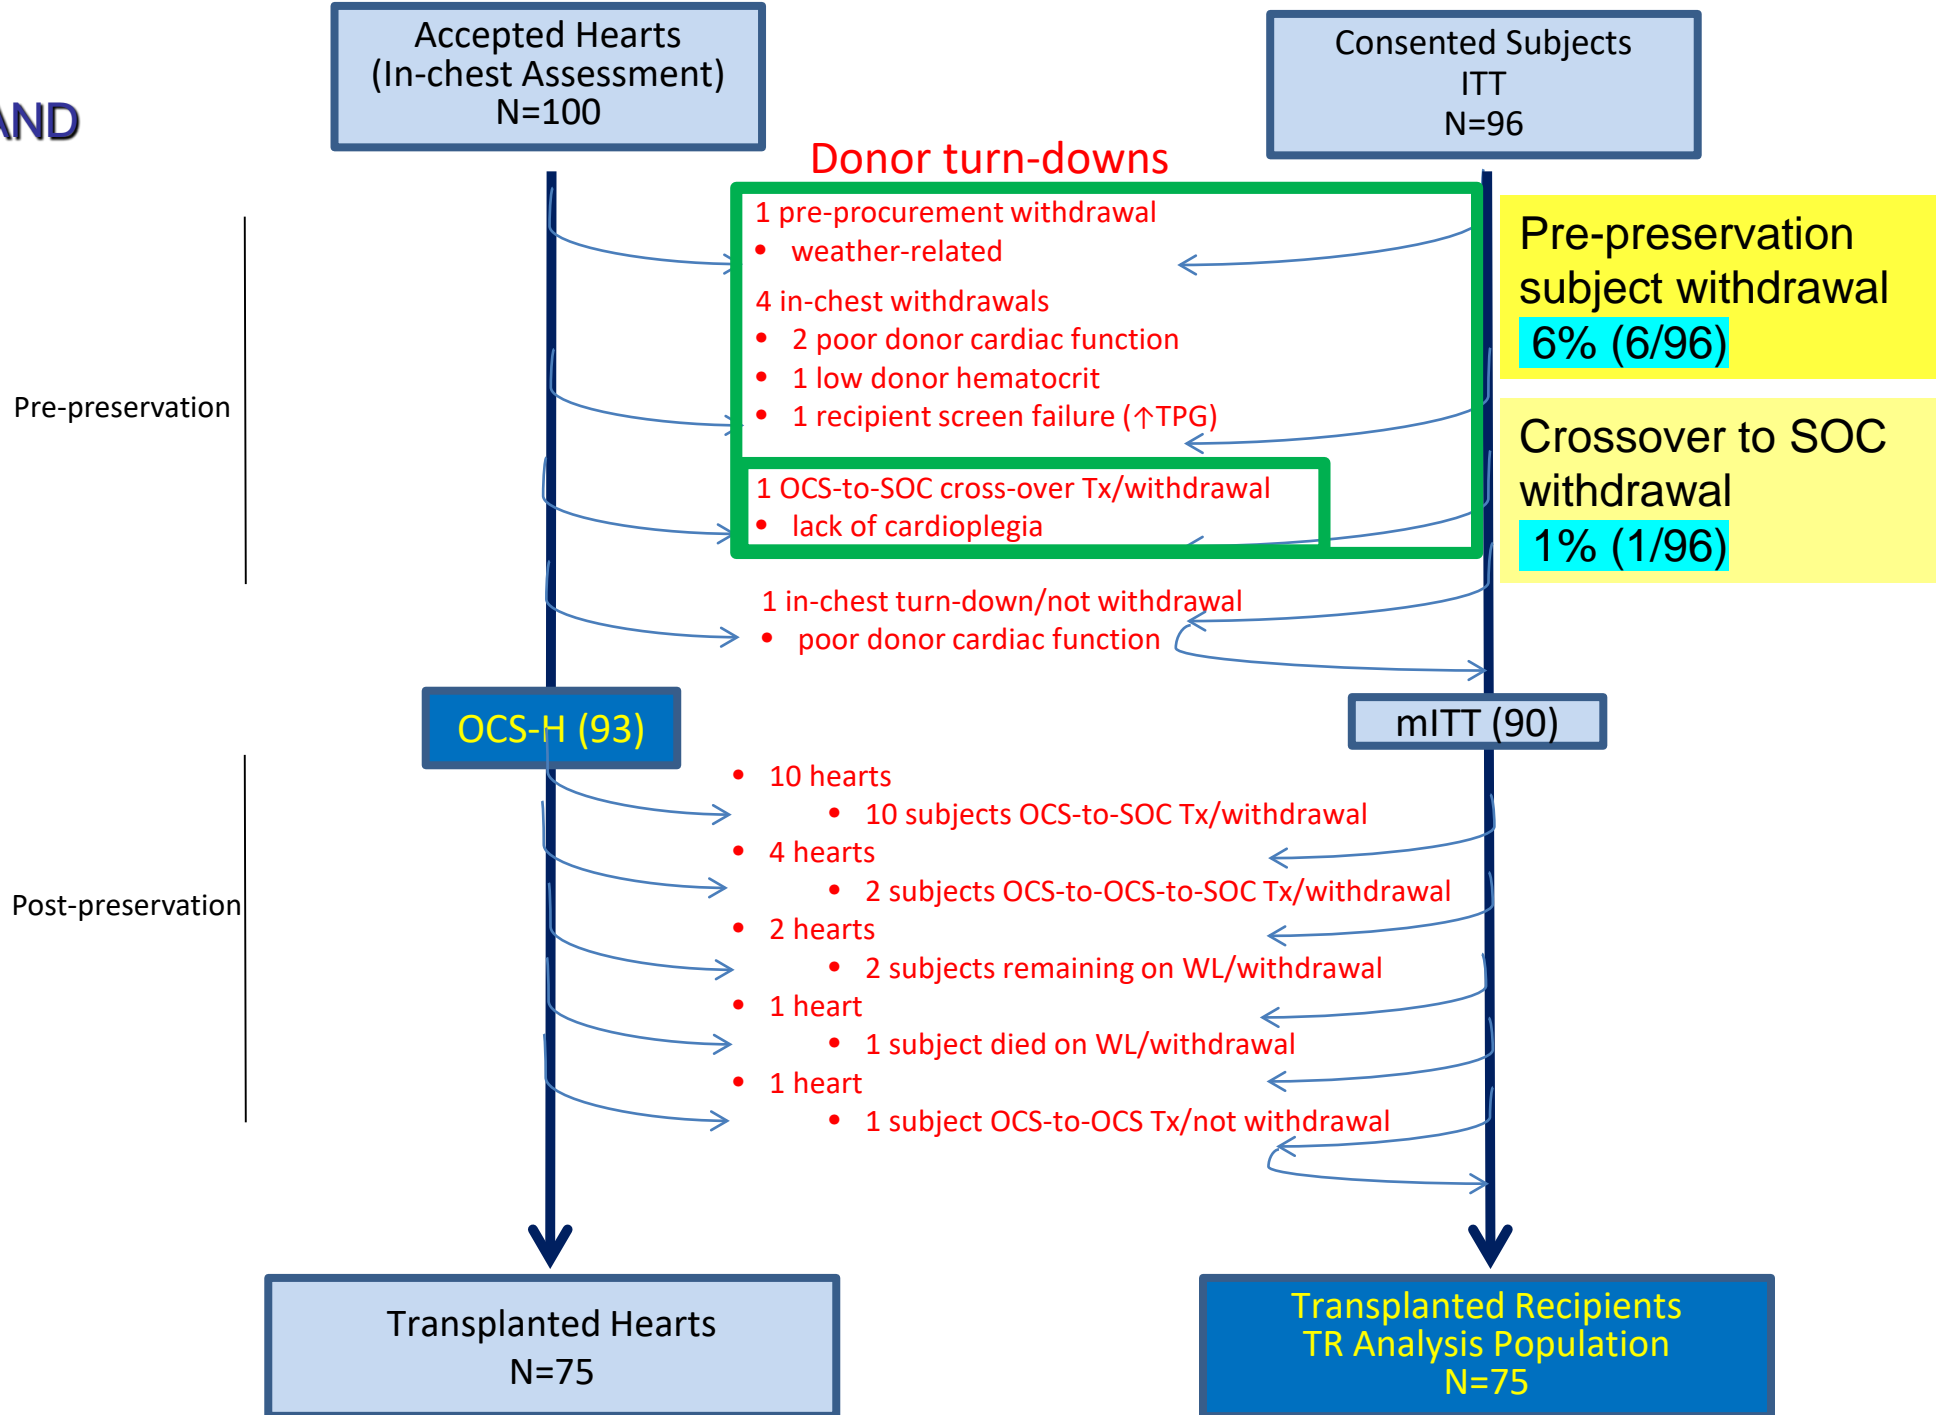 AND
Accepted Hearts
(In-chest Assessment)
N=100
Consented Subjects
ITT
N=96
Donor turn-downs
1 pre-procurement withdrawal
• weather-related
4 in-chest withdrawals
• 2 poor donor cardiac function
• 1 low donor hematocrit
• 1 recipient screen failure (↑TPG)
1 OCS-to-SOC cross-over Tx/withdrawal
• lack of cardioplegia
1 in-chest turn-down/not withdrawal
• poor donor cardiac function
Pre-preservation
subject withdrawal
6% (6/96)
Crossover to SOC
withdrawal
1% (1/96)
Pre-preservation
OCS-H (93)
mITT (90)
• 10 hearts
• 10 subjects OCS-to-SOC Tx/withdrawal
• 4 hearts
• 2 subjects OCS-to-OCS-to-SOC Tx/withdrawal
• 2 hearts
• 2 subjects remaining on WL/withdrawal
• 1 heart
• 1 subject died on WL/withdrawal
• 1 heart
• 1 subject OCS-to-OCS Tx/not withdrawal
Post-preservation
Transplanted Hearts
N=75
Transplanted Recipients
TR Analysis Population
N=75